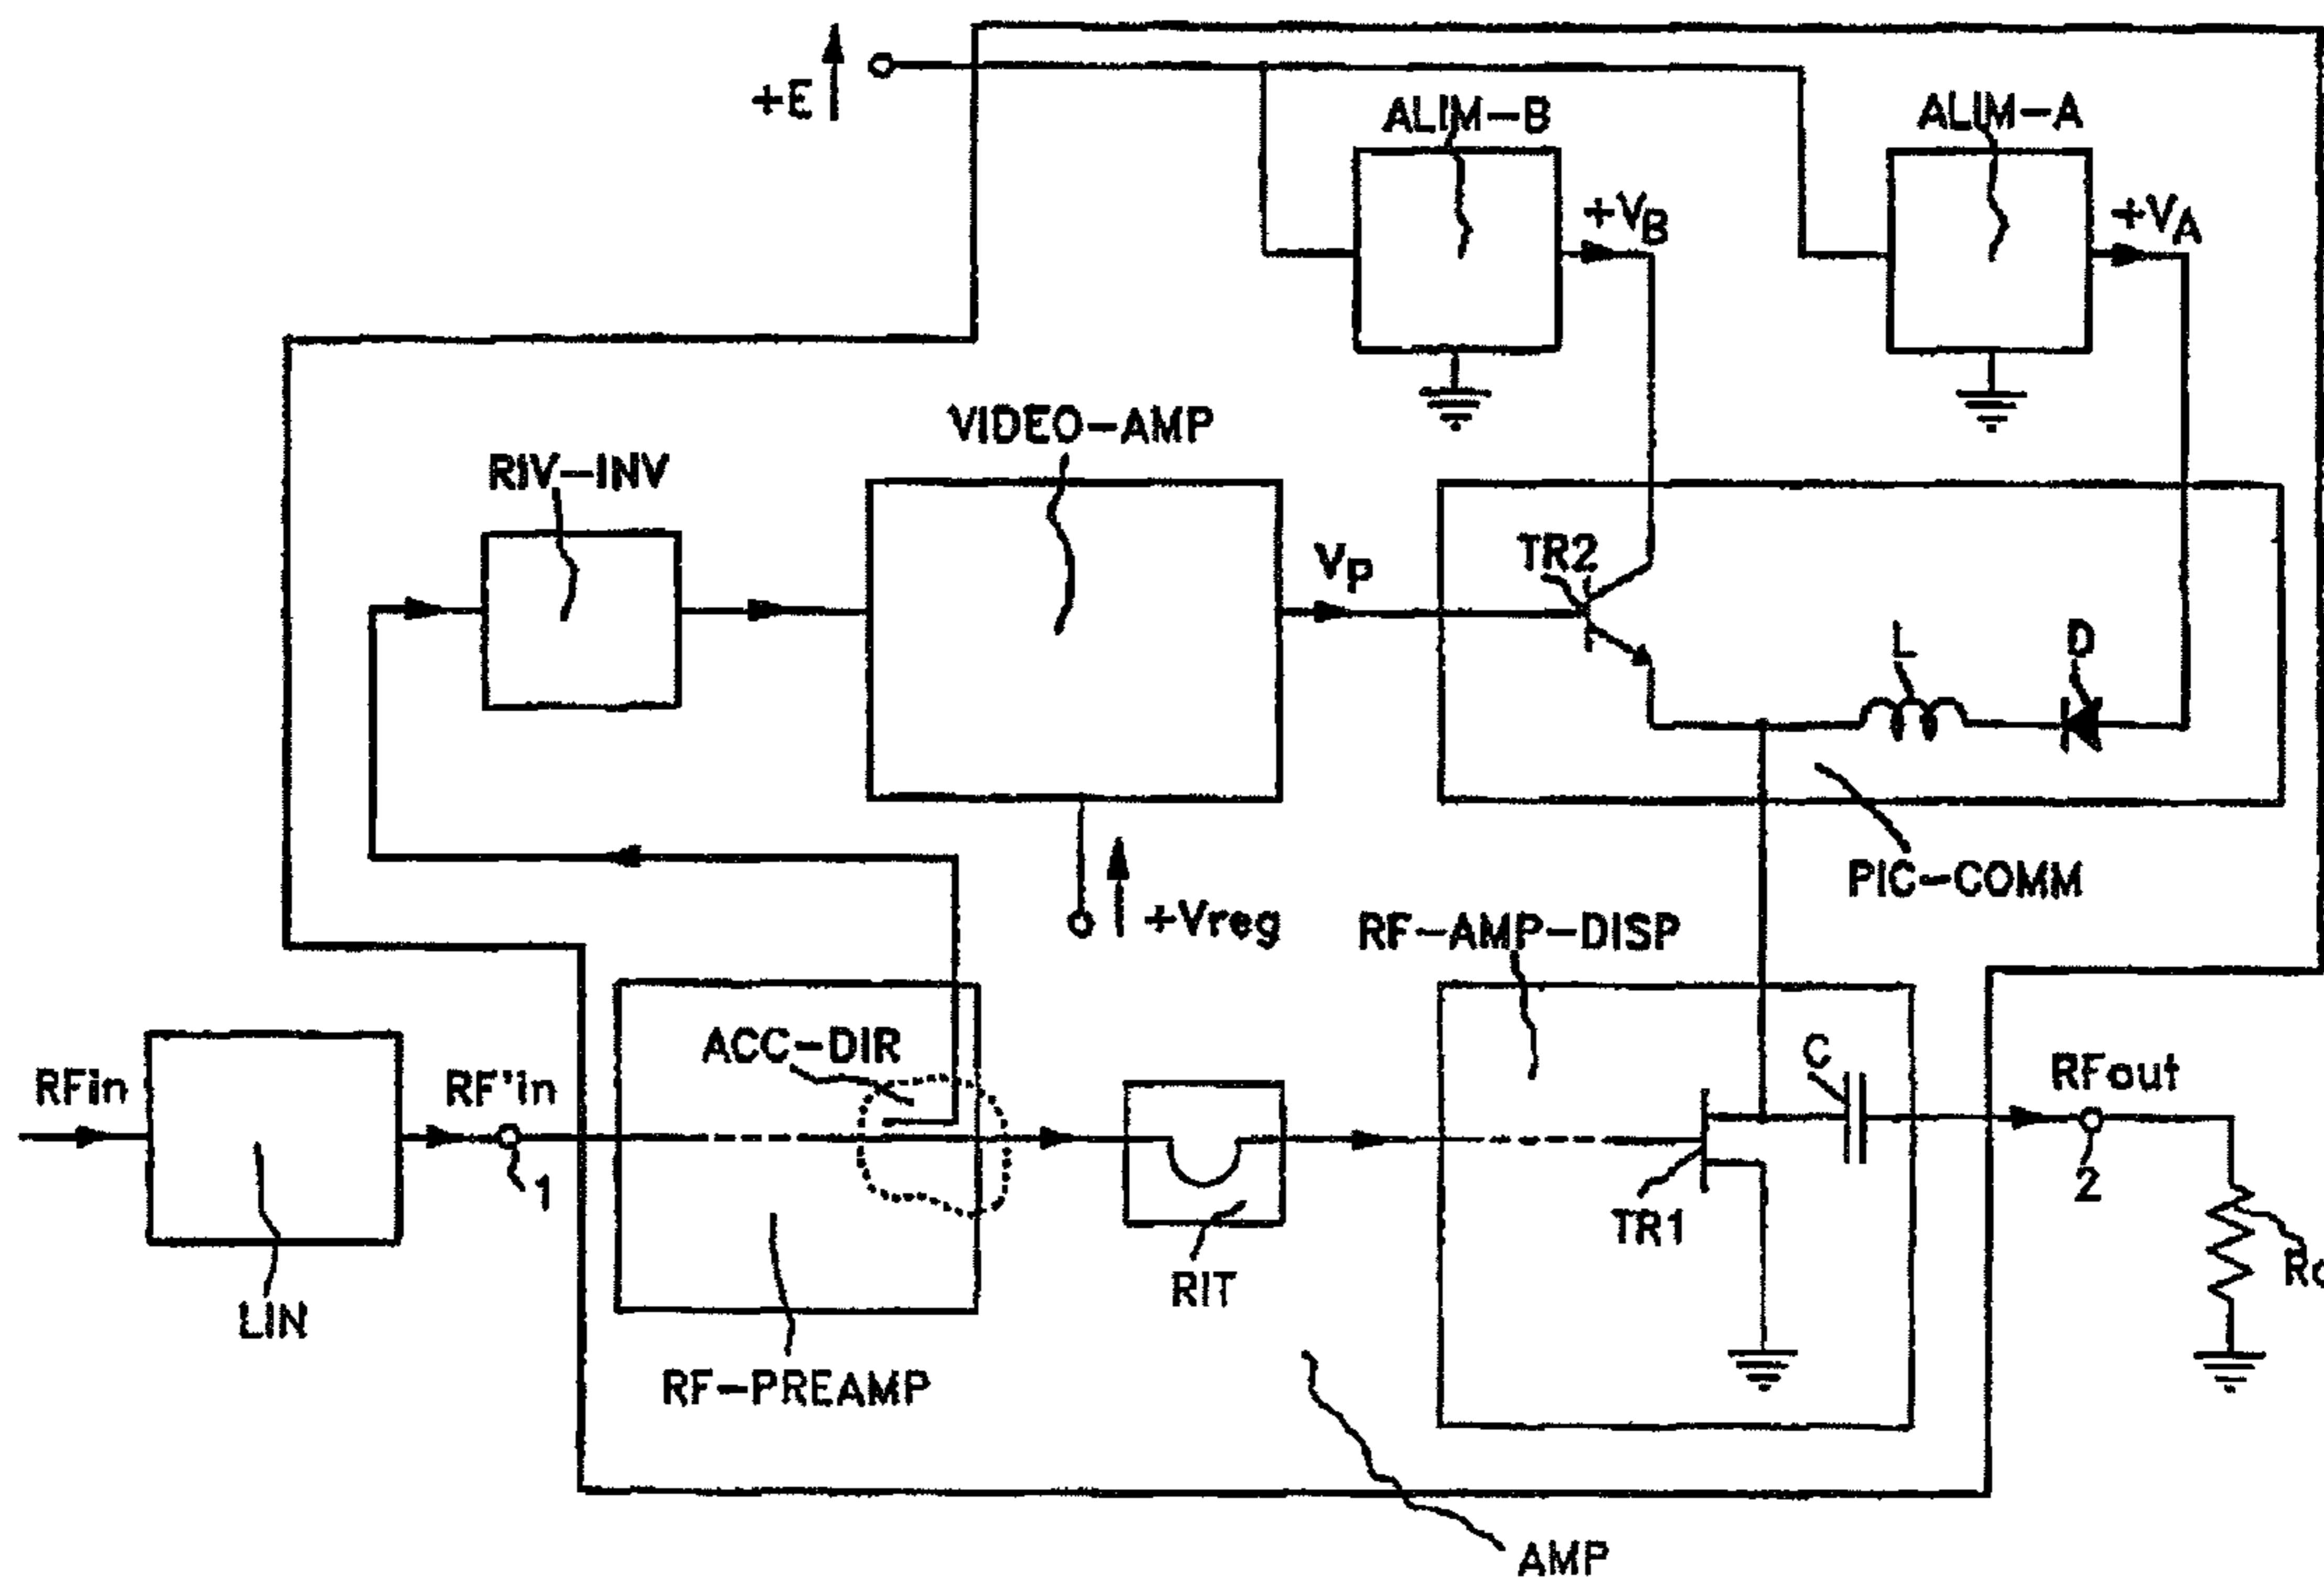 +E
ALIM-B
ALIM-A
+VB
+VA
VIDEO-AMP
RIV-INV
VP
TR2
L
D
+Vreg
PIC-COMM
RF-AMP-DISP
RFin
RF'in
1
ACC-DIR
C
RFout
2
TR1
RIT
LIN
RF-PREAMP
AMP